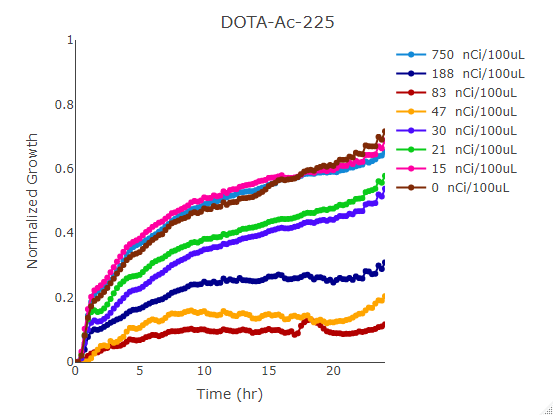 DOTA-Ac-225
1
0.8
0.6
0.4
0.2
0
0
5
10
15
20
Normalized Growth
Time (hr)
750 nCi/100uL
188 nCi/100uL
83 nCi/100uL
47 nCi/100uL
30 nCi/100uL
21 nCi/100uL
15 nCi/100uL
0 nCi/100uL